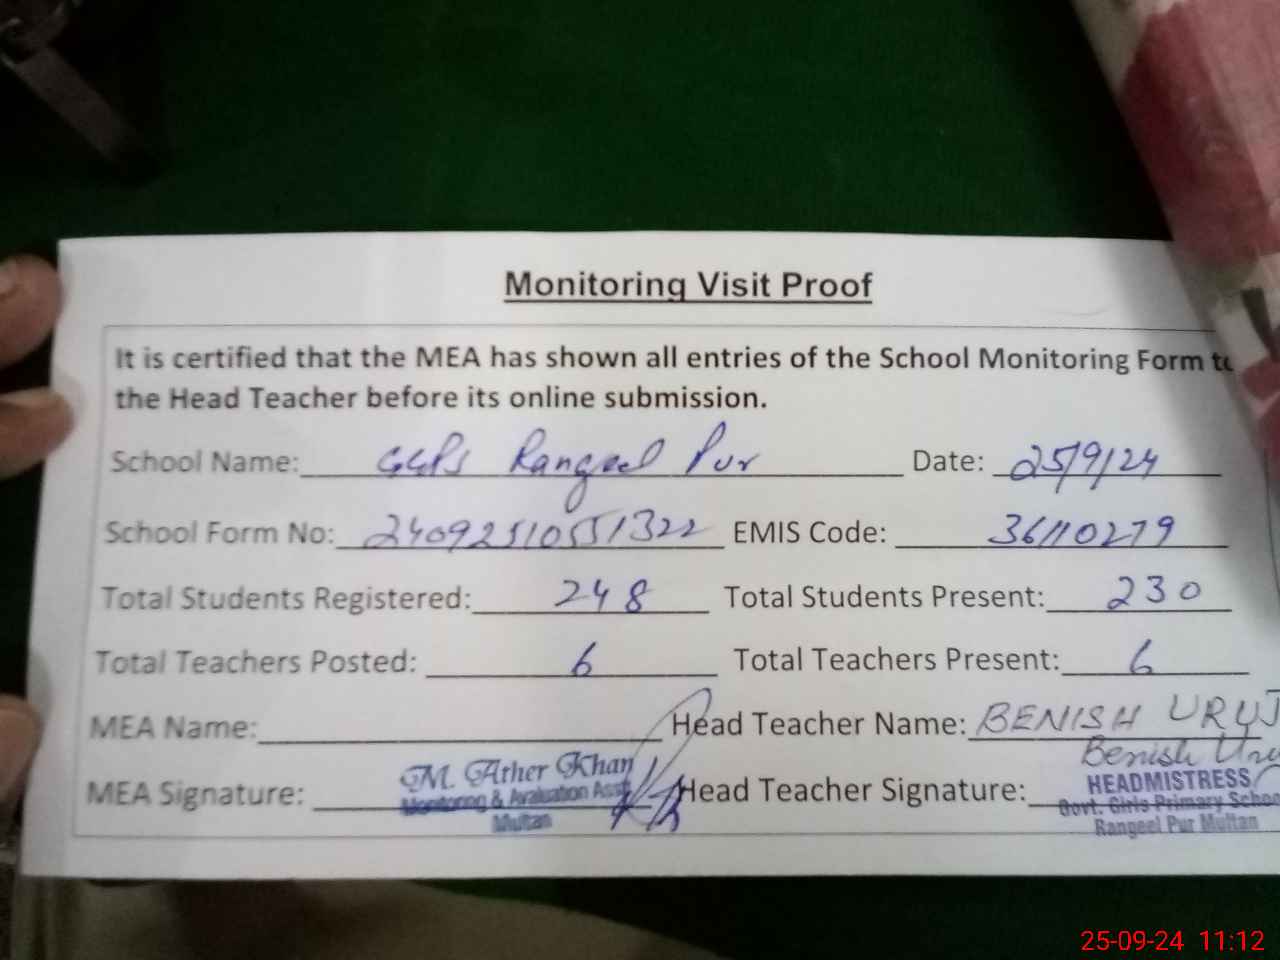 Monitoring Visit Proof
It is certified that the MEA has shown all entries of the School Monitoring Form to
the Head Teacher before its online submission.
School Name: GGPS Rangeel Pur Date: 25/9/24
School Form No: 24092510551322 EMIS Code: 36110279
Total Students Registered: 248 Total Students Present: 230
Total Teachers Posted: 6 Total Teachers Present: 6
MEA Name: Head Teacher Name: BENISH URUJ
Benish
MEA Signature: M. Ather Khan Head Teacher Signature: HEADMISTRESS
Monitoring & Avaluation Asstt Govt. Girls Primary School
Multan Rangeel Pur Multan
25-09-24 11:12